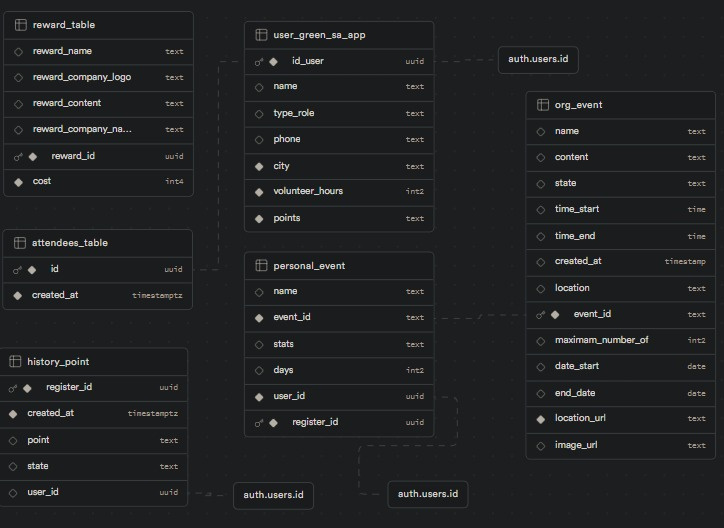 reward_table
reward_name text
reward_company_logo text
reward_content text
reward_company_na... text
reward_id uuid
cost int4
attendees_table
id uuid
created_at timestamptz
history_point
register_id uuid
created_at timestamptz
point text
state text
user_id uuid
auth.users.id
user_green_sa_app
id_user uuid
name text
type_role text
phone text
city text
volunteer_hours int2
points text
auth.users.id
personal_event
name text
event_id text
stats text
days int2
user_id uuid
register_id uuid
auth.users.id
org_event
name text
content text
state text
time_start time
time_end time
created_at timestamp
location text
event_id text
maximam_number_of int2
date_start date
end_date date
location_url text
image_url text